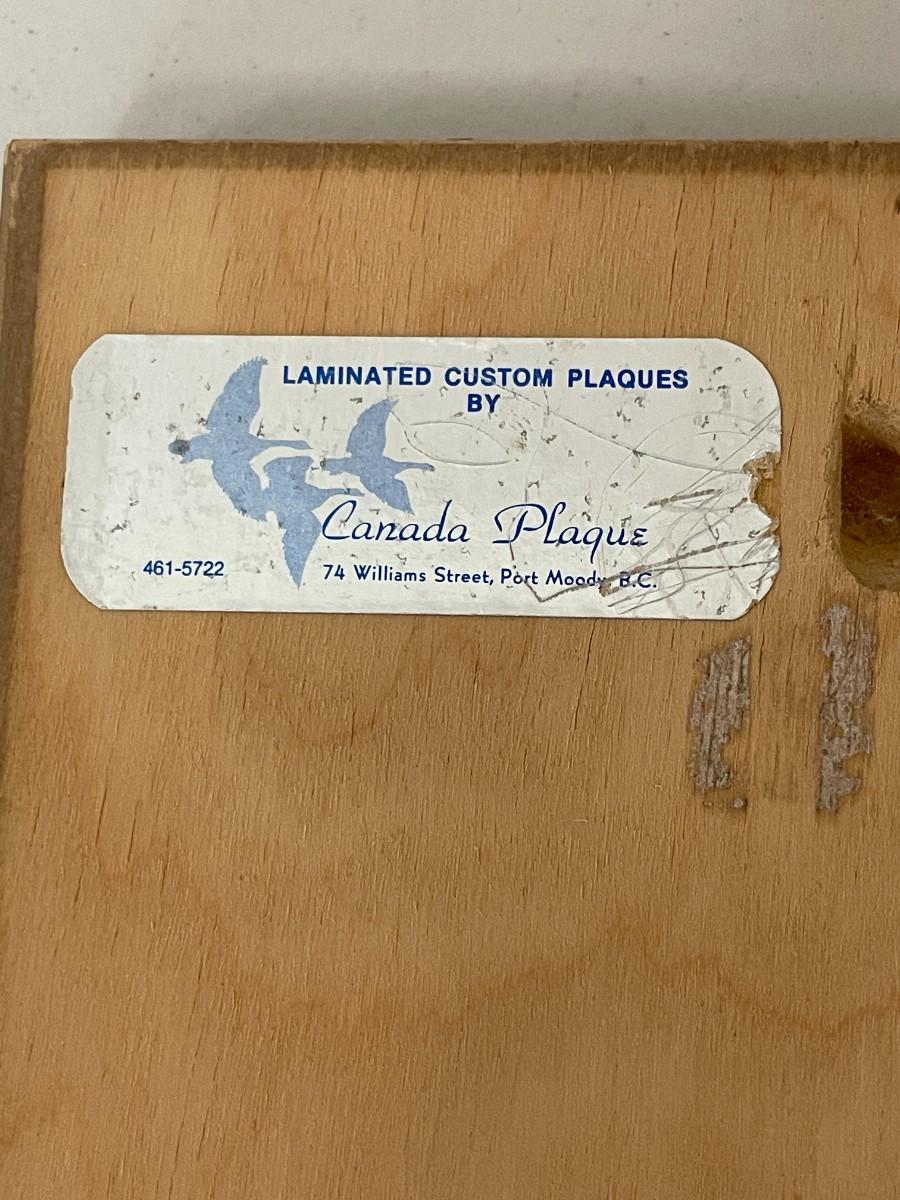 LAMINATED CUSTOM PLAQUES
BY
Canada Plaque
461-5722
74 Williams Street, Port Moody, B.C.